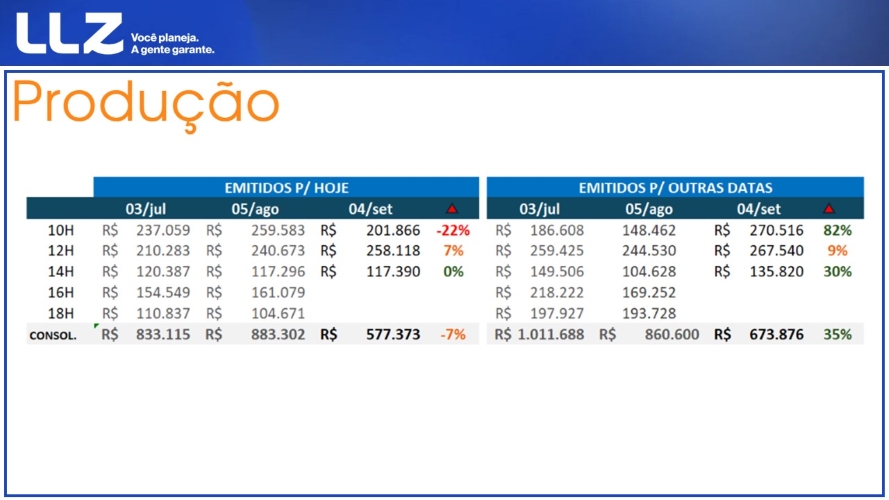 LLZ Você planeja.
A gente garante.
Produção
EMITIDOS P/ HOJE EMITIDOS P/ OUTRAS DATAS
03/jul 05/ago 04/set 03/jul 05/ago 04/set
10H R$ 237.059 R$ 259.583 R$ 201.866 -22% R$ 186.608 148.462 R$ 270.516 82%
12H R$ 210.283 R$ 240.673 R$ 258.118 7% R$ 259.425 244.530 R$ 267.540 9%
14H R$ 120.387 R$ 117.296 R$ 117.390 0% R$ 149.506 104.628 R$ 135.820 30%
16H R$ 154.549 R$ 161.079 R$ 218.222 169.252
18H R$ 110.837 R$ 104.671 R$ 197.927 193.728
CONSOL. R$ 833.115 R$ 883.302 R$ 577.373 -7% R$ 1.011.688 R$ 860.600 R$ 673.876 35%